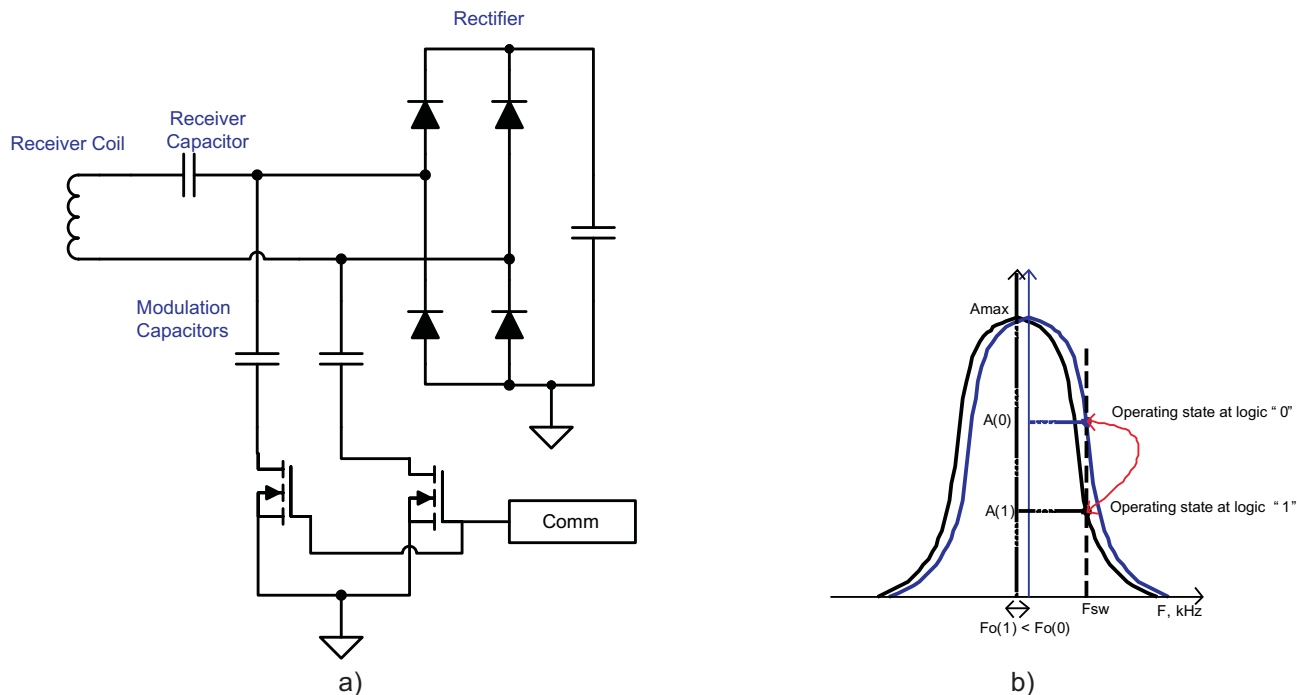 Rectifier
Receiver
Capacitor
Receiver Coil
Modulation
Capacitors
Comm
a)
Amax
A(0)
Operating state at logic “ 0”
A(1)
Operating state at logic “ 1”
Fsw
F, kHz
Fo(1) < Fo(0)
b)